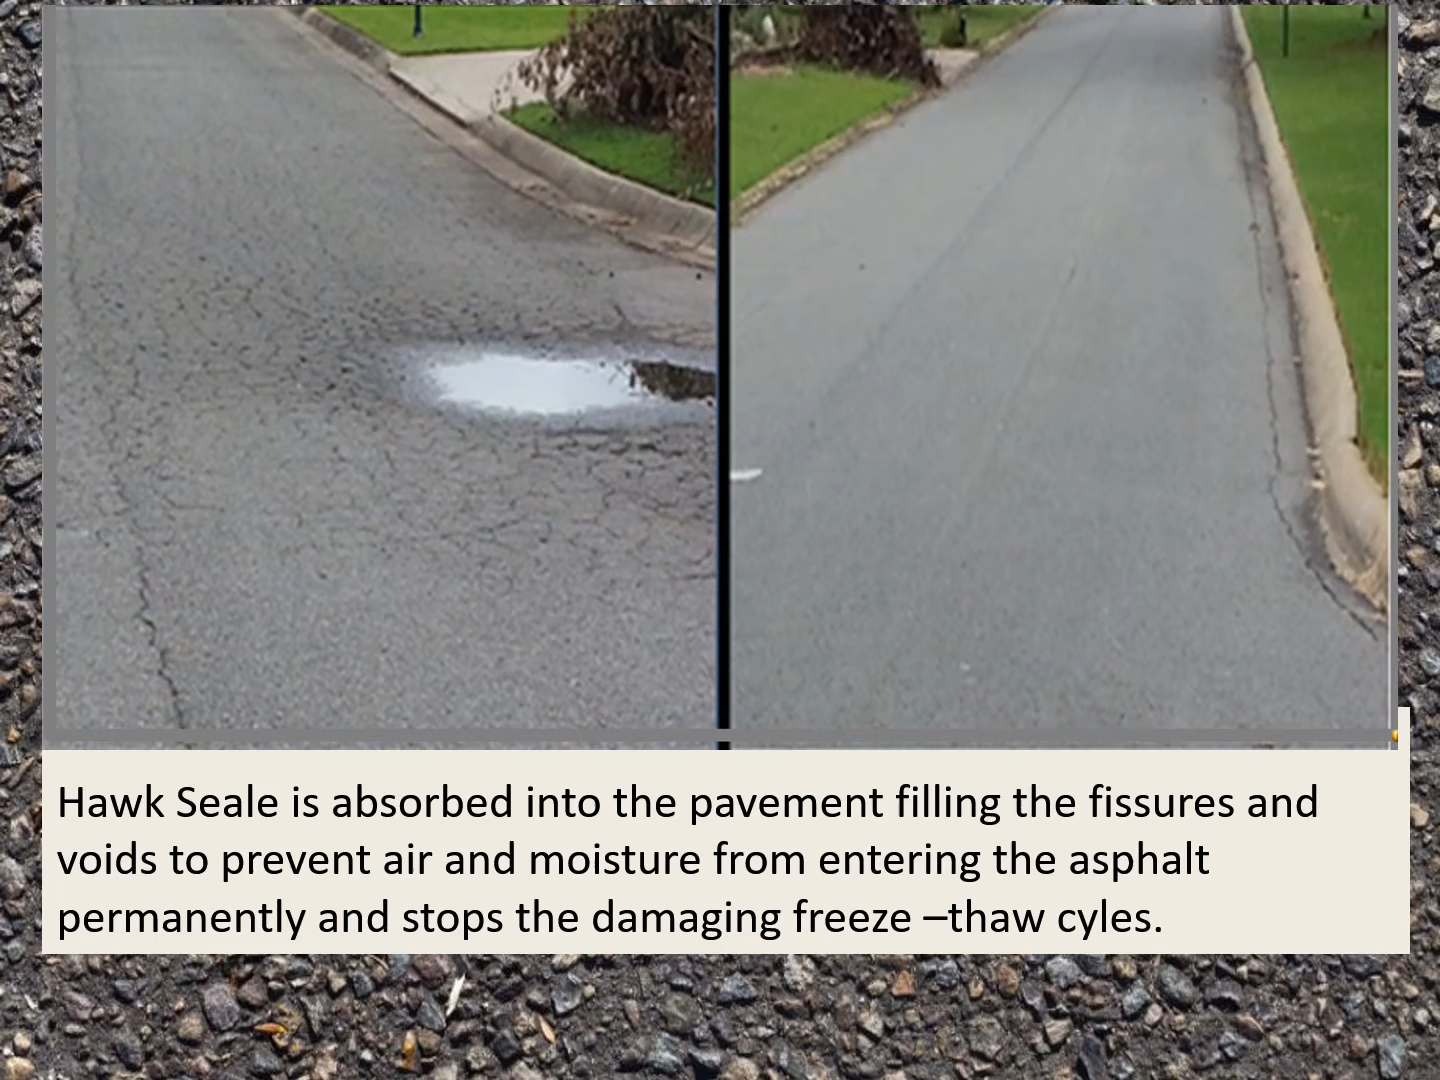 Hawk Seale is absorbed into the pavement filling the fissures and
voids to prevent air and moisture from entering the asphalt
permanently and stops the damaging freeze –thaw cyles.